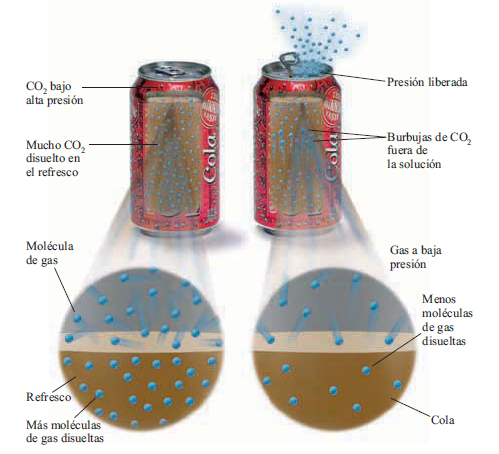 CO2 bajo
alta presión
Mucho CO2
disuelto en
el refresco
Cola
Molécula
de gas
Refresco
Más moléculas
de gas disueltas
Cola
Presión liberada
Burbujas de CO2
fuera de
la solución
Gas a baja
presión
Menos
moléculas
de gas
disueltas
Cola